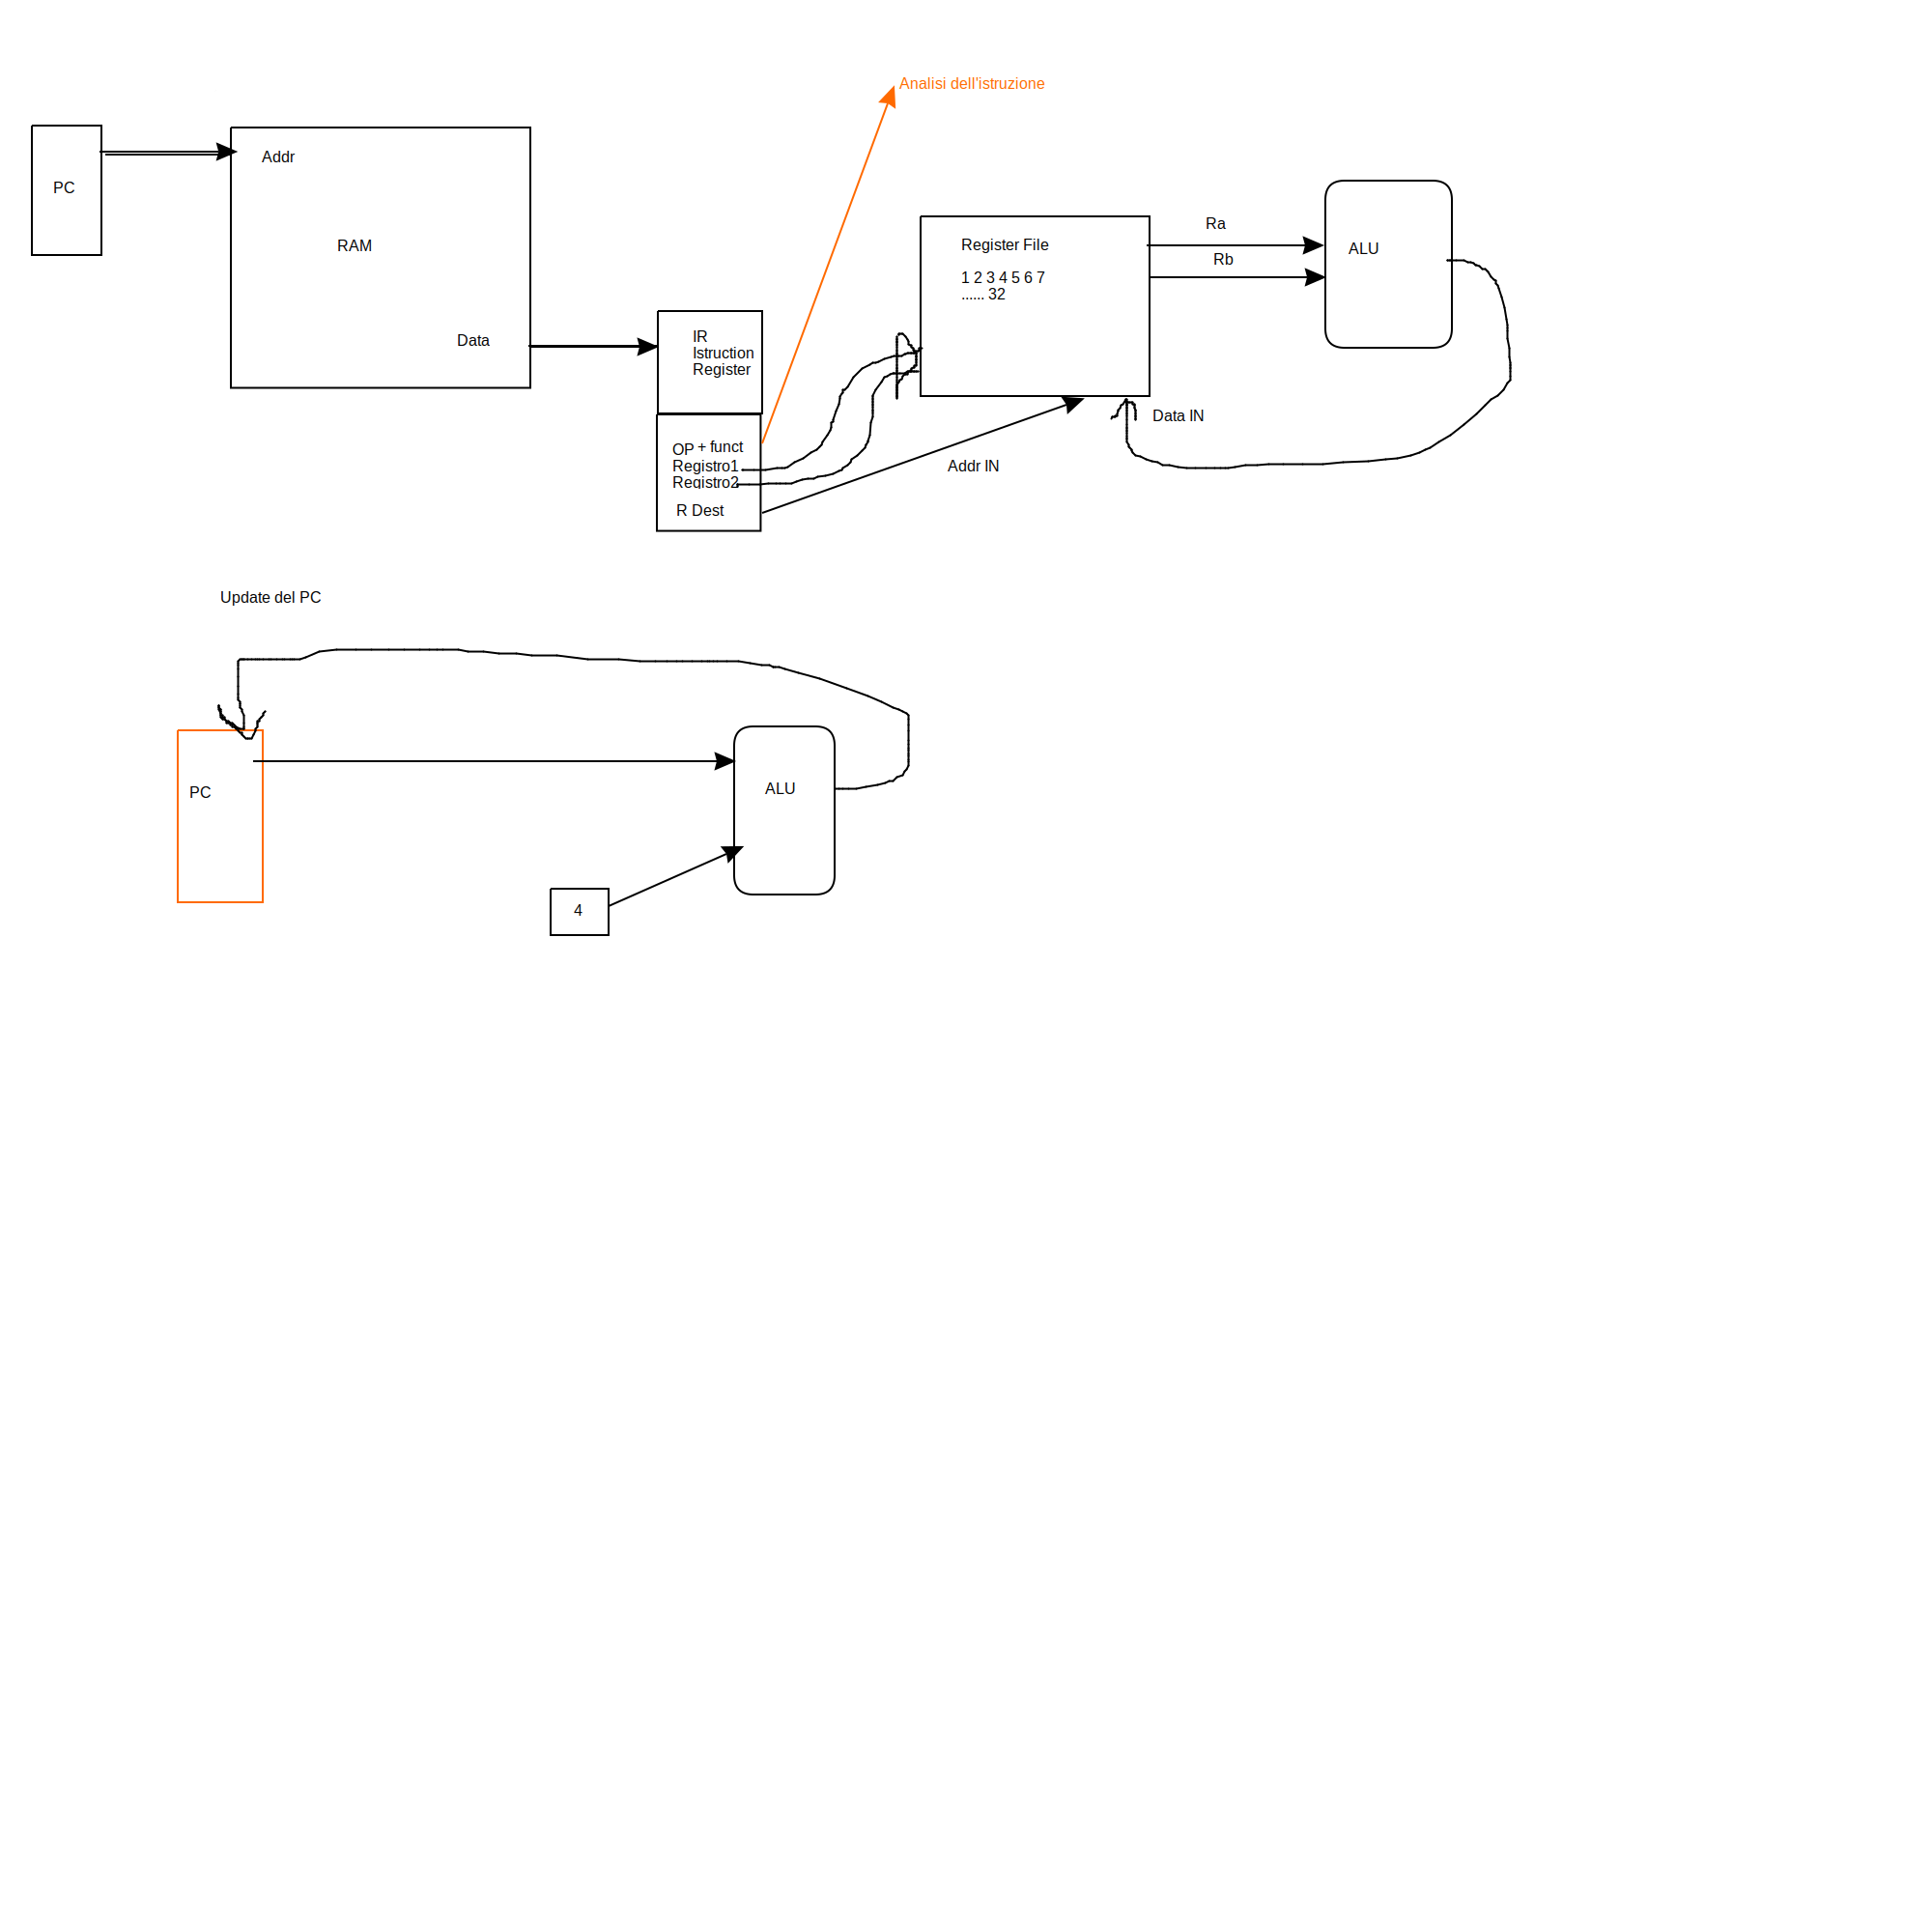 Analisi dell'istruzione
PC
Addr
RAM
Data
IR
Istruction
Register
OP + funct
Registro1
Registro2
R Dest
Register File
1 2 3 4 5 6 7
...... 32
Ra
Rb
ALU
Data IN
Addr IN
Update del PC
PC
ALU
4